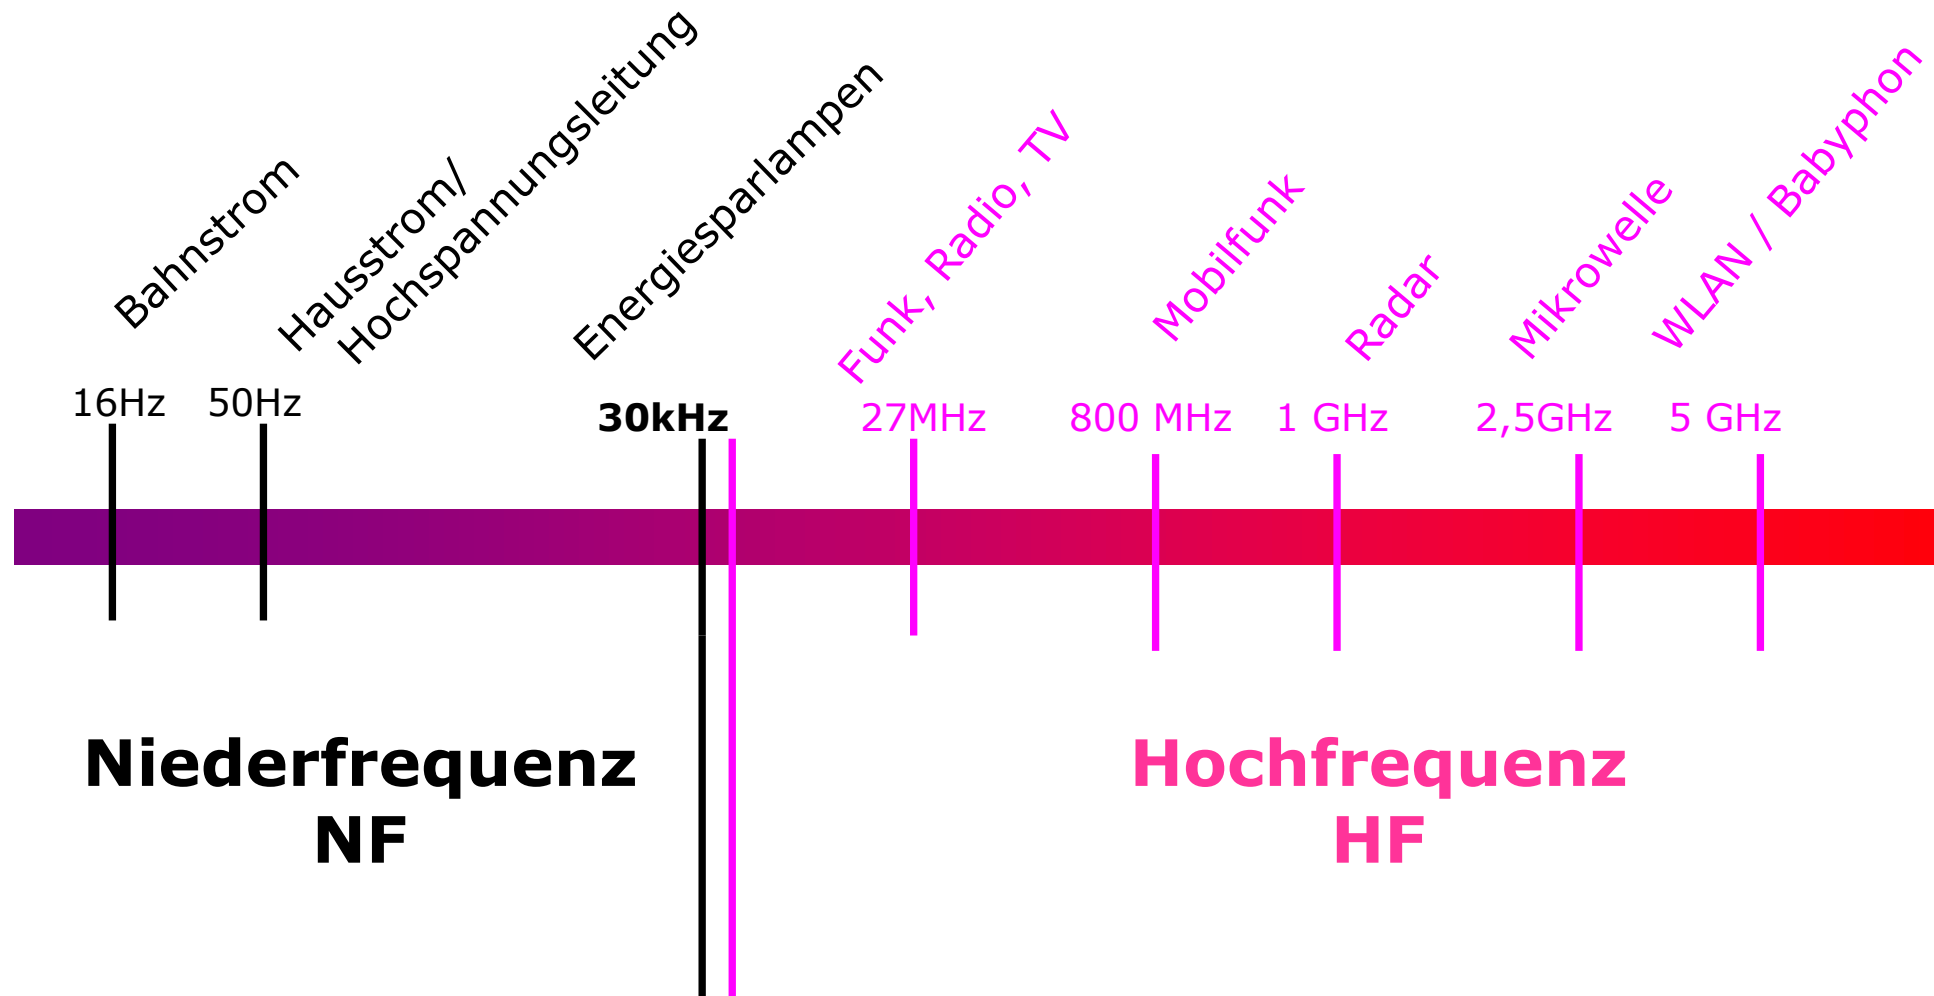 Bahnstrom
Hausstrom/
Hochspannungsleitung
Energiesparlampen
Funk, Radio, TV
Mobilfunk
Radar
Mikrowelle
WLAN / Babyphon
16Hz
50Hz
30kHz
27MHz
800 MHz
1 GHz
2,5GHz
5 GHz
Niederfrequenz
NF
Hochfrequenz
HF